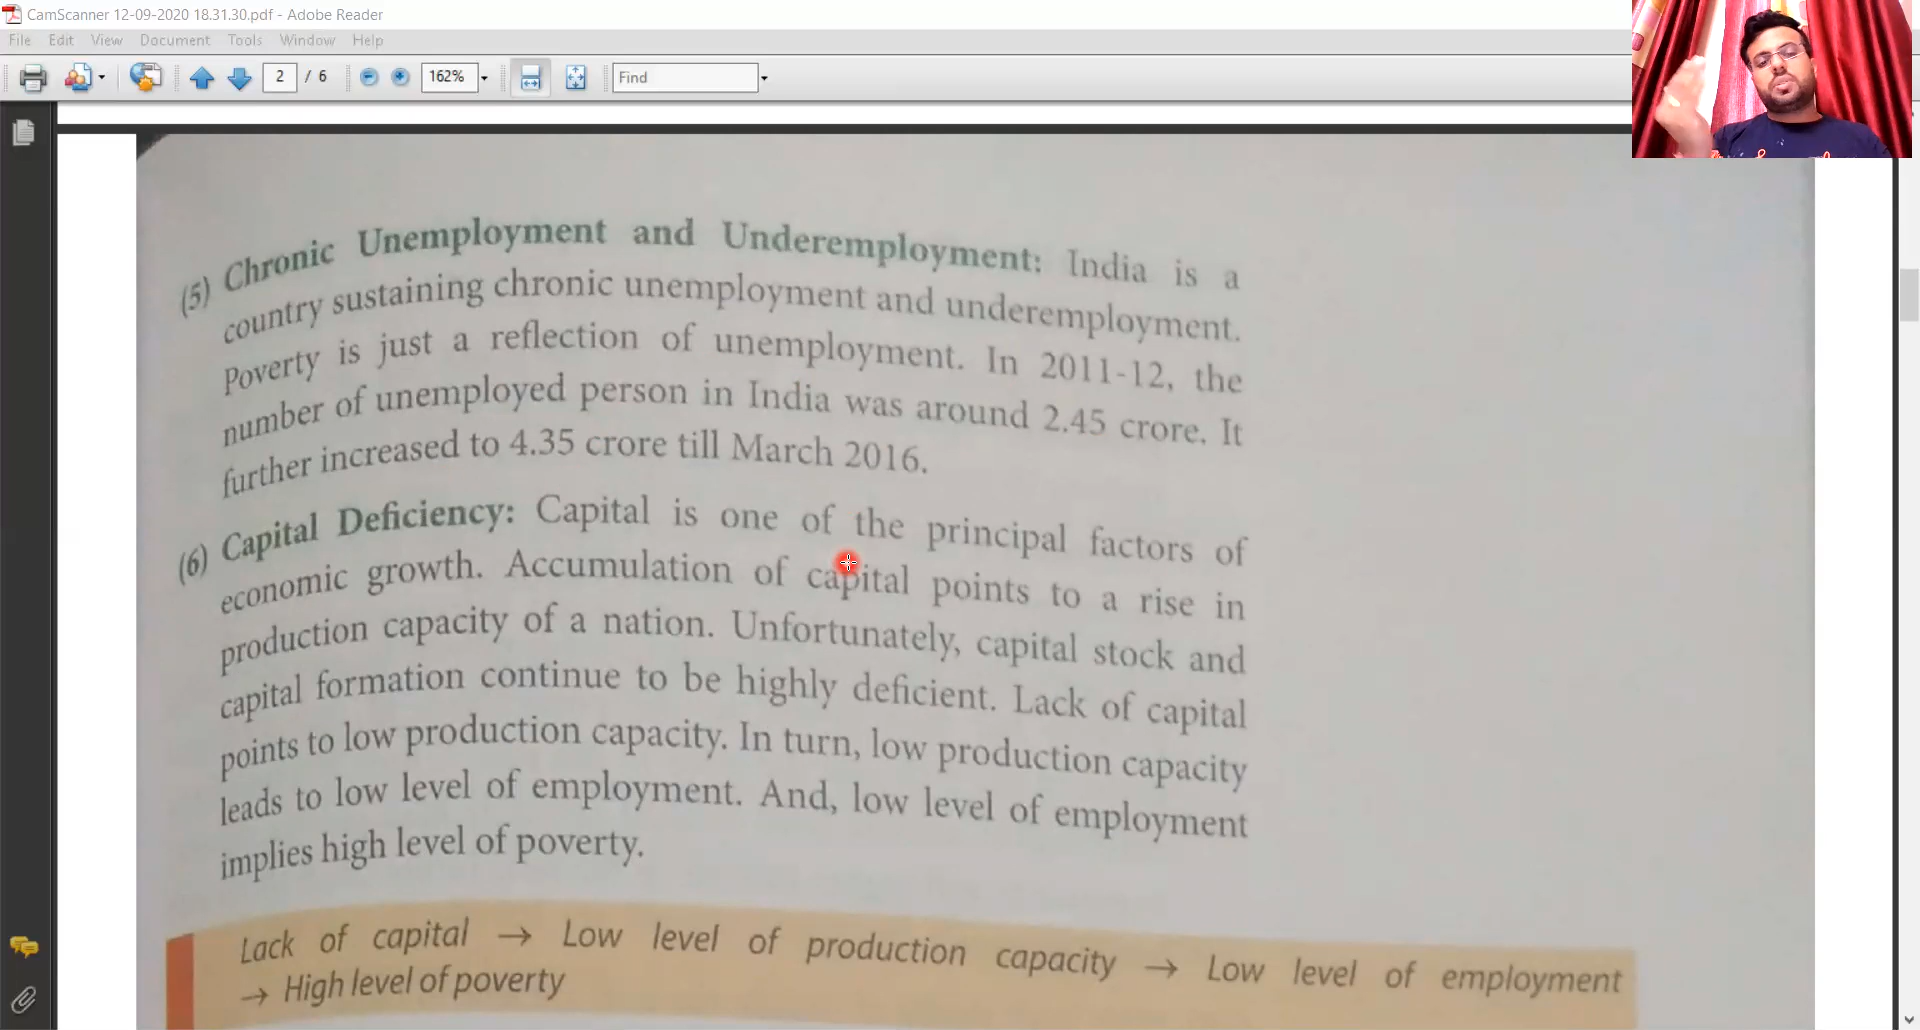 CamScanner 12-09-2020 18.31.30.pdf - Adobe Reader
File Edit View Document Tools Window Help
2 / 6 162% Find
(5) Chronic Unemployment and Underemployment: India is a
country sustaining chronic unemployment and underemployment.
Poverty is just a reflection of unemployment. In 2011-12, the
number of unemployed person in India was around 2.45 crore. It
further increased to 4.35 crore till March 2016.
(6) Capital Deficiency: Capital is one of the principal factors of
economic growth. Accumulation of capital points to a rise in
production capacity of a nation. Unfortunately, capital stock and
capital formation continue to be highly deficient. Lack of capital
points to low production capacity. In turn, low production capacity
leads to low level of employment. And, low level of employment
implies high level of poverty.
Lack of capital → Low level of production capacity → Low level of employment
→ High level of poverty